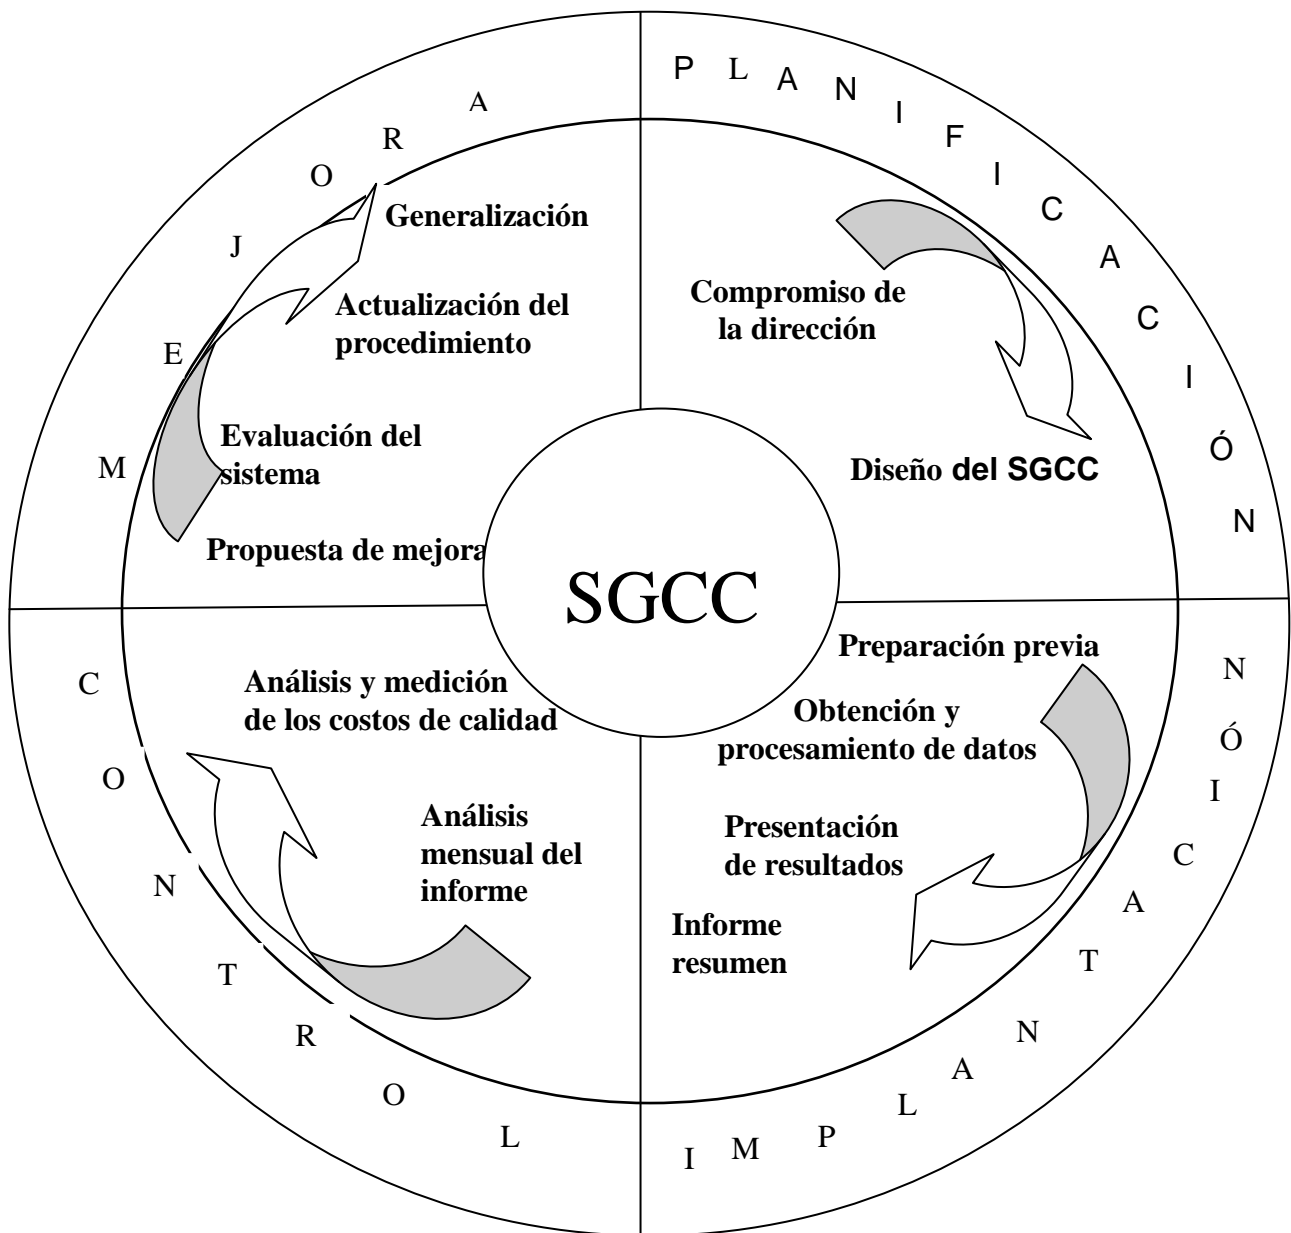 PLANIFICACIÓN
Compromiso de
la dirección
Diseño del SGCC
IMPLANTACIÓN
Preparación previa
Obtención y
procesamiento de datos
Presentación
de resultados
Informe
resumen
CONTROL
Análisis
mensual del
informe
Análisis y medición
de los costos de calidad
MEJORA
Propuesta de mejora
Evaluación del
sistema
Actualización del
procedimiento
Generalización
SGCC